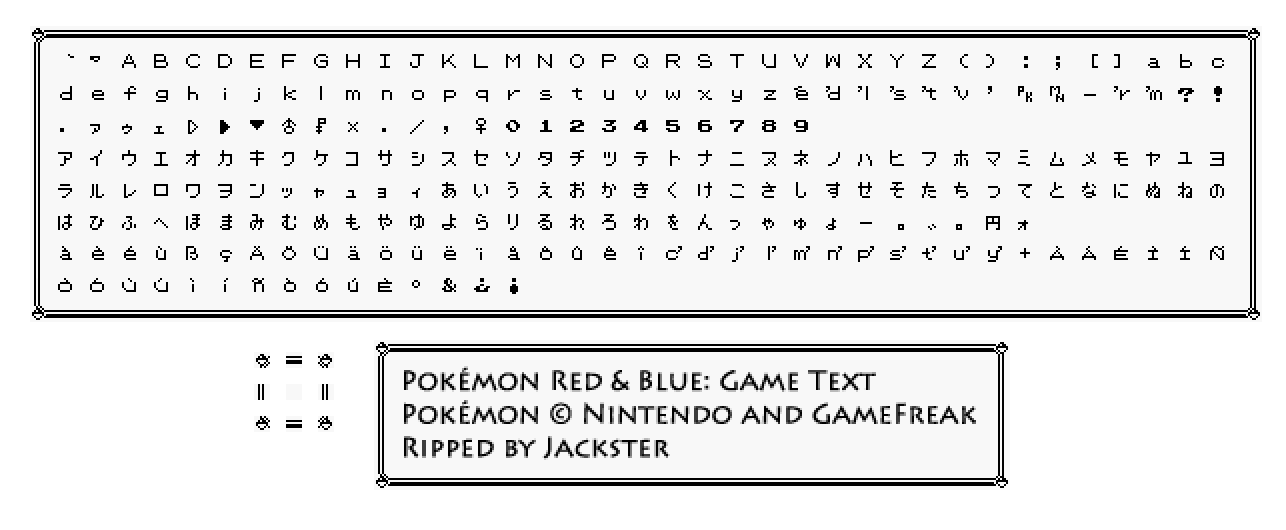 A B C D E F G H I J K L M N O P Q R S T U V W X Y Z ( ) : ; [ ] a b c
d e f g h i j k l m n o p q r s t u v w x y z è 'd 'l 's 't 'v ' PK MN - 'r 'm ? !
. ァ ゥ ェ ▷ ▶ ▼ ♂ × . / , ♀ 0 1 2 3 4 5 6 7 8 9
ア イ ウ エ オ カ キ ク ケ コ サ シ ス セ ソ タ チ ツ テ ト ナ ニ ヌ ネ ノ ハ ヒ フ ホ マ ミ ム メ モ ヤ ユ ヨ
ラ ル レ ロ ワ ヲ ン ッ ャ ュ ョ ィ あ い う え お か き く け こ さ し す せ そ た ち つ て と な に ぬ ね の
は ひ ふ へ ほ ま み む め も や ゆ よ ら り る れ ろ わ を ん っ ゃ ゅ ょ ー 。 円 ォ
à è é ù ß ç Ä Ö Ü ä ö ü ë ï â ô û ê î c' d' j' l' m' n' p' s' t' u' y' +
ì í ñ ò ó ú º & ¿ ¡
POKÉMON RED & BLUE: GAME TEXT
POKÉMON © NINTENDO AND GAMEFREAK
RIPPED BY JACKSTER